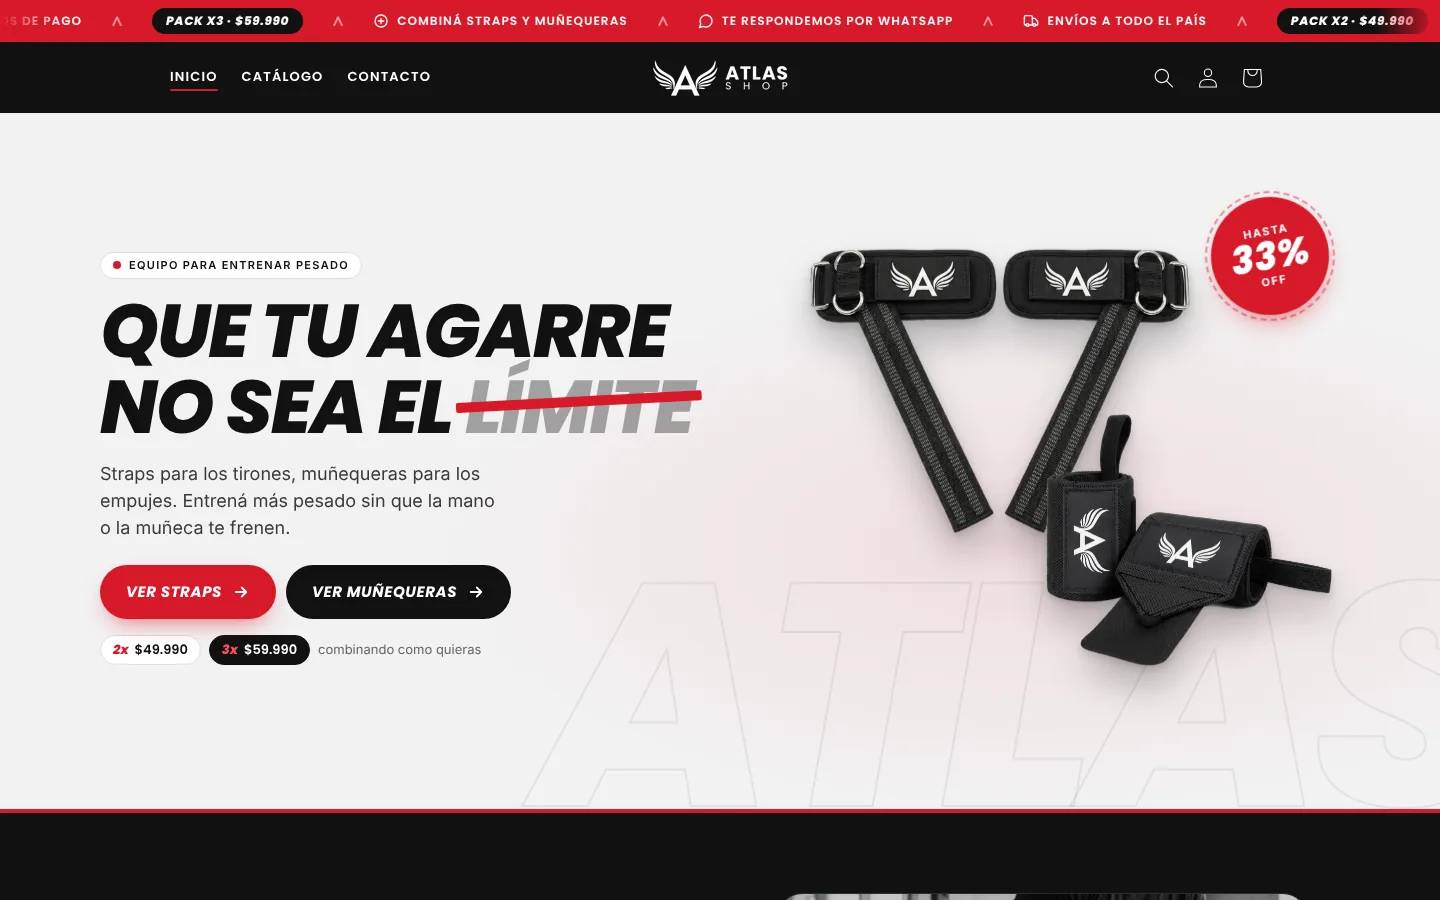 DE PAGO
PACK X3 · $59.990
COMBINÁ STRAPS Y MUÑEQUERAS
TE RESPONDEMOS POR WHATSAPP
ENVÍOS A TODO EL PAÍS
PACK X2 · $49.990
INICIO
CATÁLOGO
CONTACTO
ATLAS
SHOP
EQUIPO PARA ENTRENAR PESADO
QUE TU AGARRE
NO SEA EL LÍMITE
Straps para los tirones, muñequeras para los
empujes. Entrená más pesado sin que la mano
o la muñeca te frenen.
VER STRAPS
VER MUÑEQUERAS
2x $49.990
3x $59.990
combinando como quieras
HASTA
33%
OFF
A
A
A
A
ATLAS